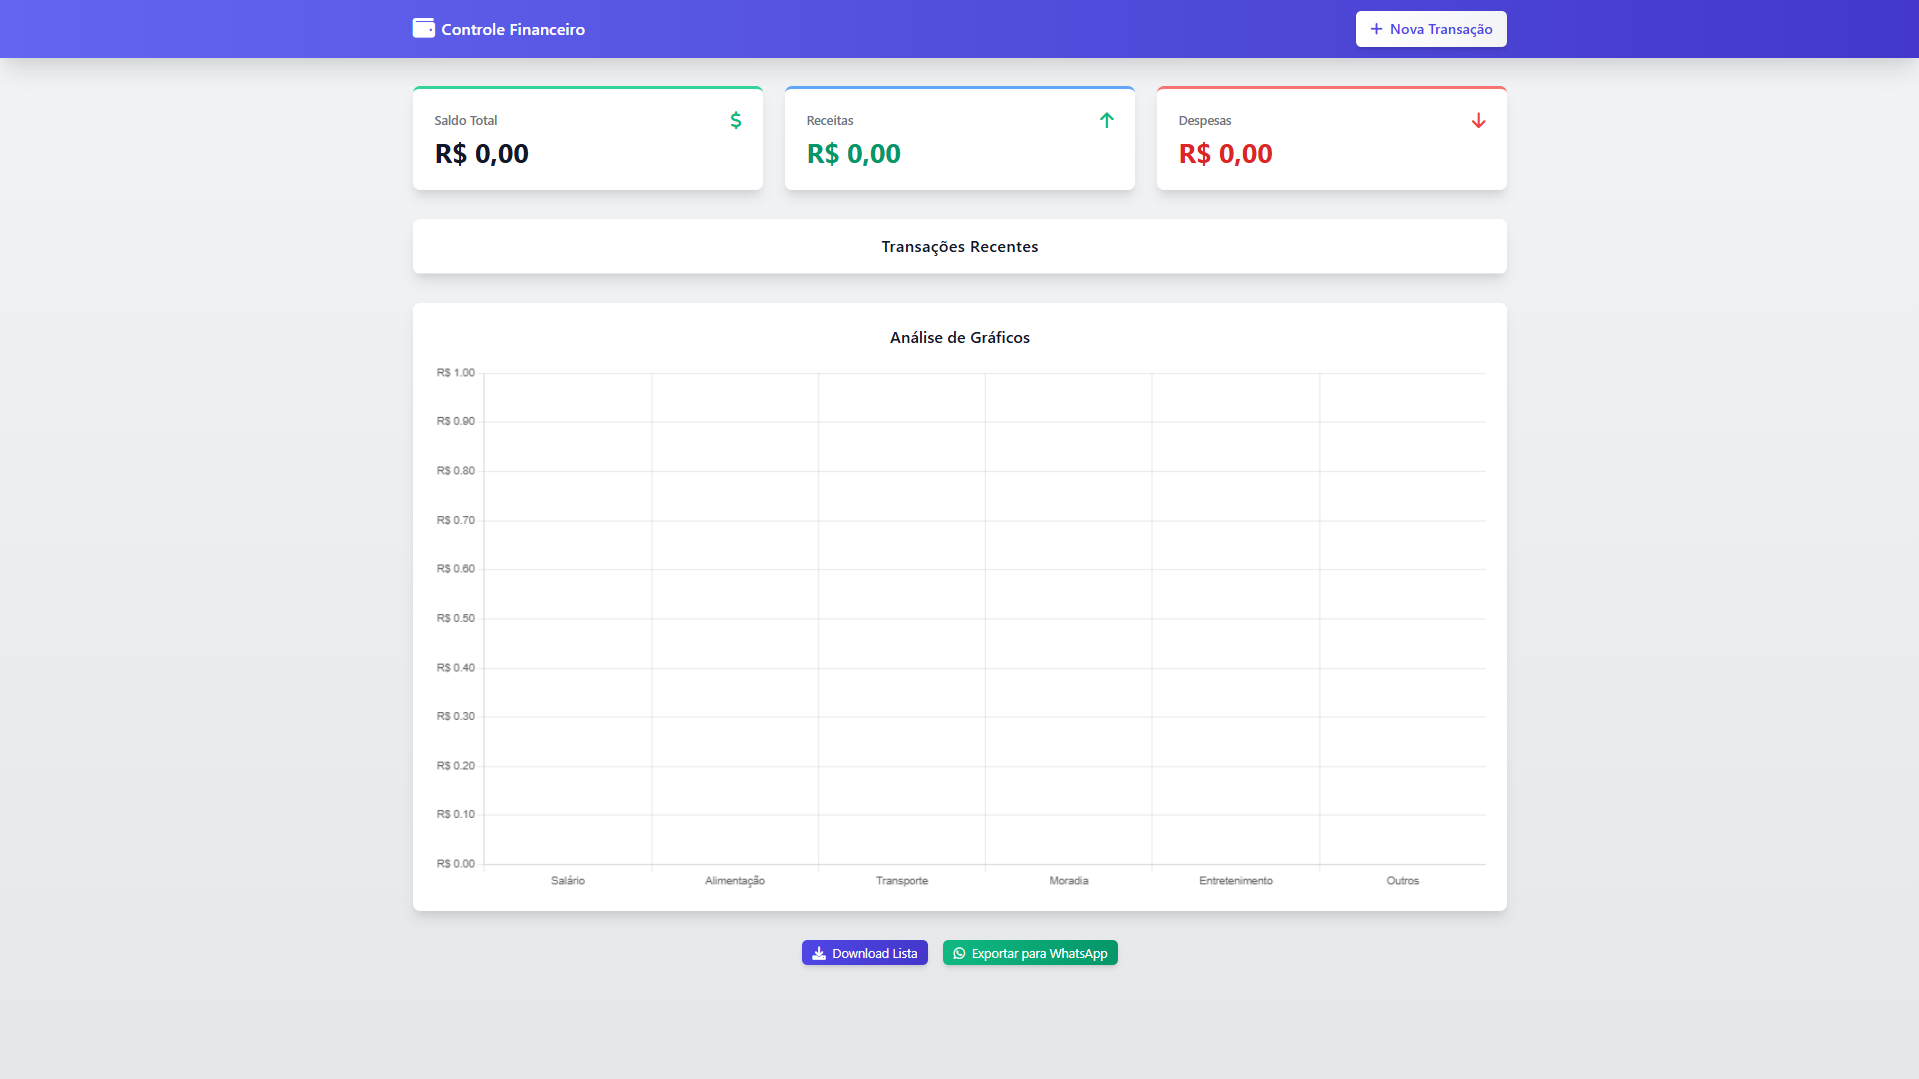 Controle Financeiro
Nova Transação
Saldo Total
R$ 0,00
Receitas
R$ 0,00
Despesas
R$ 0,00
Transações Recentes
Análise de Gráficos
R$ 1.00
R$ 0.90
R$ 0.80
R$ 0.70
R$ 0.60
R$ 0.50
R$ 0.40
R$ 0.30
R$ 0.20
R$ 0.10
R$ 0.00
Salário Alimentação Transporte Moradia Entretenimento Outros
Download Lista
Exportar para WhatsApp